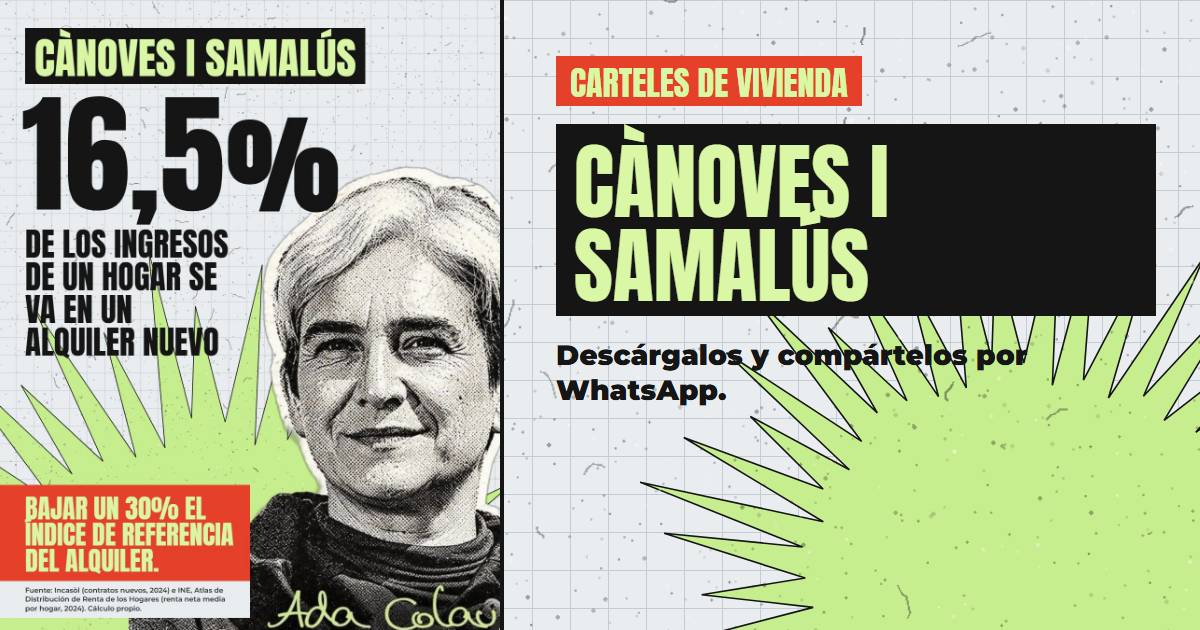 CÀNOVES I SAMALÚS
16,5%
DE LOS INGRESOS
DE UN HOGAR SE
VA EN UN
ALQUILER NUEVO
BAJAR UN 30% EL
ÍNDICE DE REFERENCIA
DEL ALQUILER.
Fuente: Incasòl (contratos nuevos, 2024) e INE, Atlas de
Distribución de Renta de los Hogares (renta neta media
por hogar, 2024). Cálculo propio.
Ada Colau
CARTELES DE VIVIENDA
CÀNOVES I
SAMALÚS
Descárgalos y compártelos por
WhatsApp.